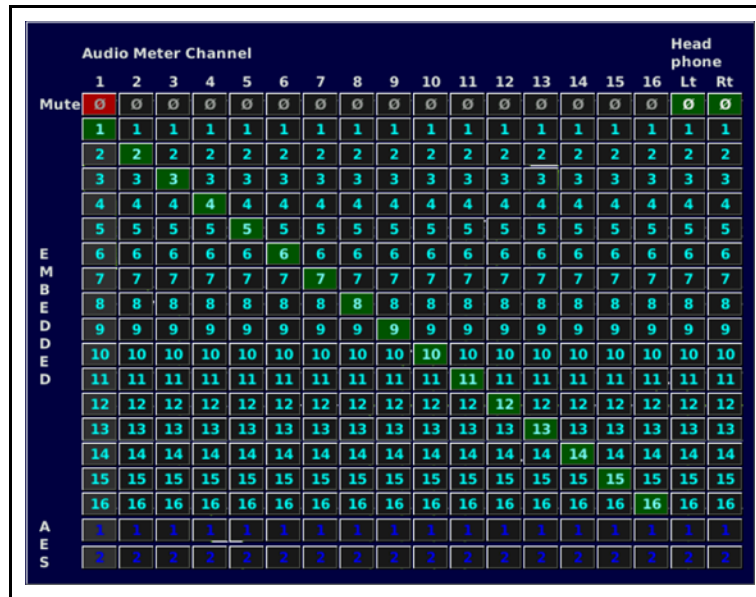 Head
Audio Meter Channel phone
1 2 3 4 5 6 7 8 9 10 11 12 13 14 15 16 Lt Rt
Mute Ø Ø Ø Ø Ø Ø Ø Ø Ø Ø Ø Ø Ø Ø Ø Ø Ø Ø
1 1 1 1 1 1 1 1 1 1 1 1 1 1 1 1 1 1
2 2 2 2 2 2 2 2 2 2 2 2 2 2 2 2 2 2
3 3 3 3 3 3 3 3 3 3 3 3 3 3 3 3 3 3
4 4 4 4 4 4 4 4 4 4 4 4 4 4 4 4 4 4
5 5 5 5 5 5 5 5 5 5 5 5 5 5 5 5 5 5
6 6 6 6 6 6 6 6 6 6 6 6 6 6 6 6 6 6
7 7 7 7 7 7 7 7 7 7 7 7 7 7 7 7 7 7
8 8 8 8 8 8 8 8 8 8 8 8 8 8 8 8 8 8
9 9 9 9 9 9 9 9 9 9 9 9 9 9 9 9 9 9
10 10 10 10 10 10 10 10 10 10 10 10 10 10 10 10 10 10
11 11 11 11 11 11 11 11 11 11 11 11 11 11 11 11 11 11
12 12 12 12 12 12 12 12 12 12 12 12 12 12 12 12 12 12
13 13 13 13 13 13 13 13 13 13 13 13 13 13 13 13 13 13
14 14 14 14 14 14 14 14 14 14 14 14 14 14 14 14 14 14
15 15 15 15 15 15 15 15 15 15 15 15 15 15 15 15 15 15
16 16 16 16 16 16 16 16 16 16 16 16 16 16 16 16 16 16
1 1 1 1 1 1 1 1 1 1 1 1 1 1 1 1 1 1
2 2 2 2 2 2 2 2 2 2 2 2 2 2 2 2 2 2
EMBEDDED
AES